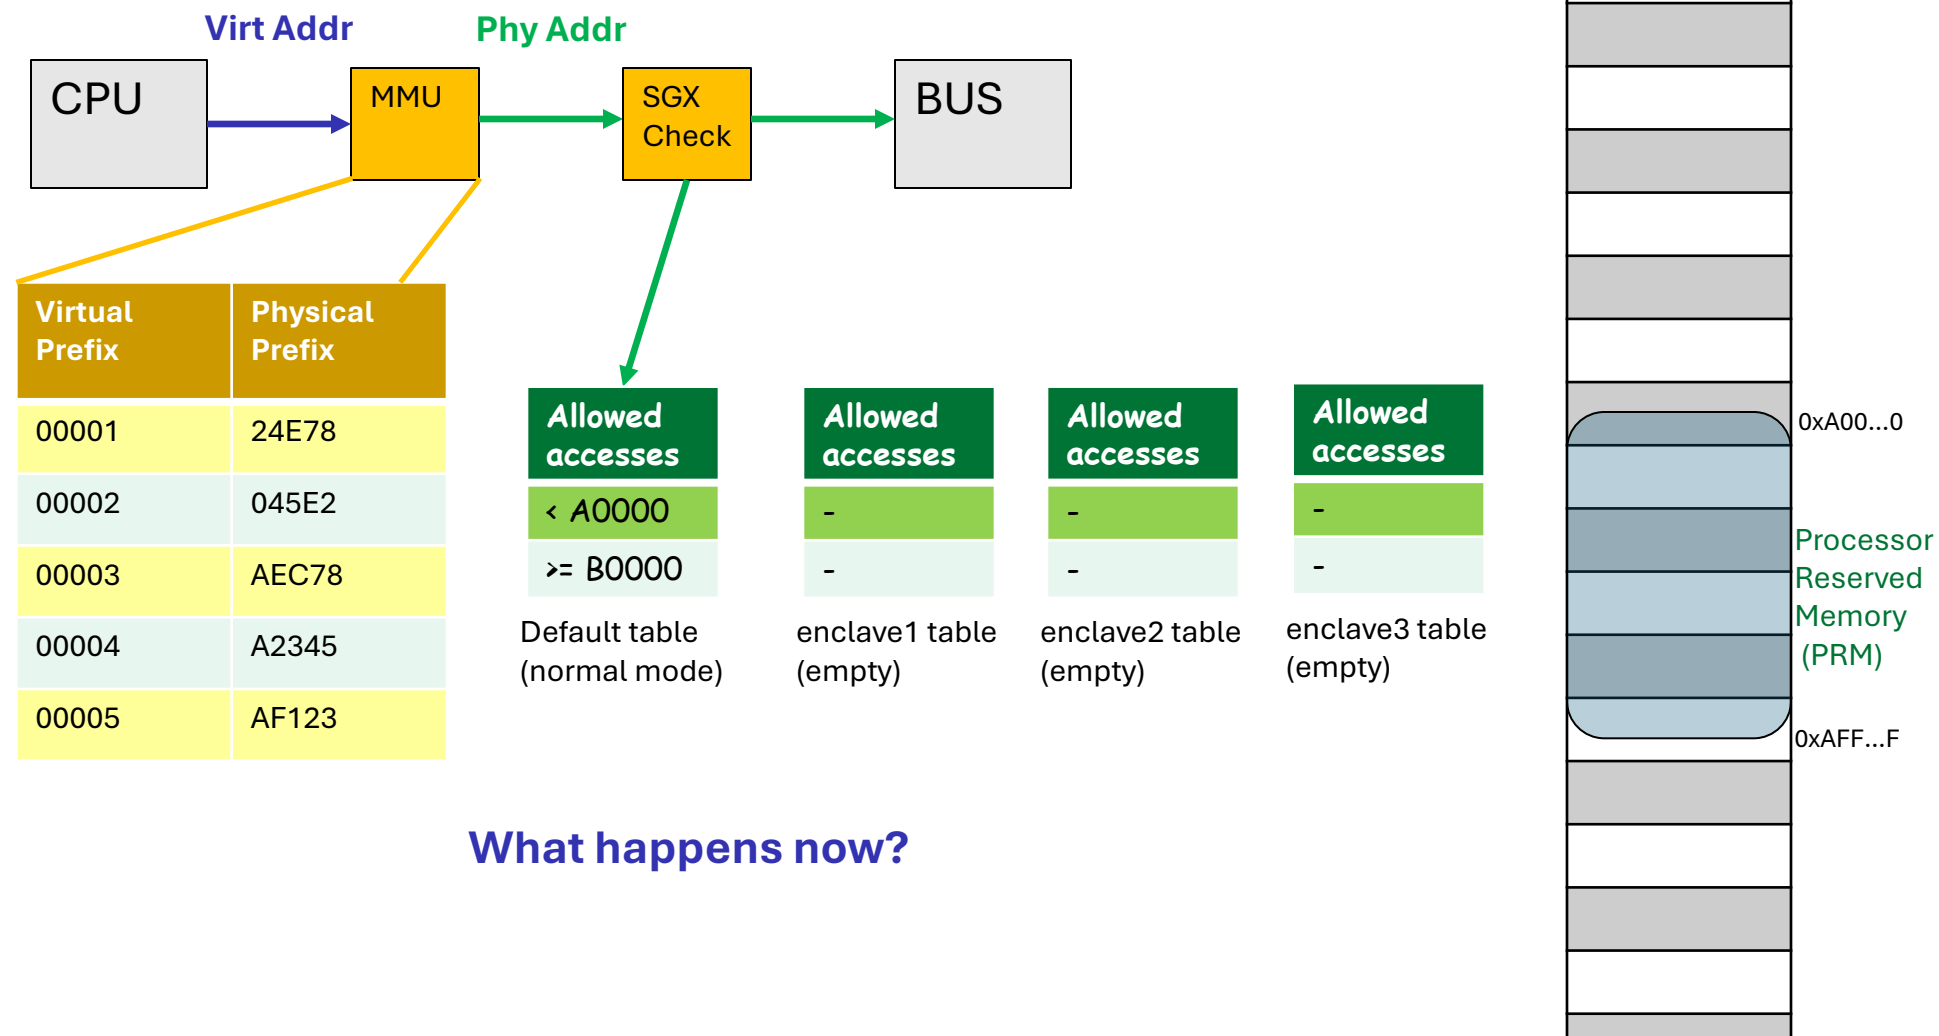 Virt Addr
Phy Addr
CPU
MMU
SGX
Check
BUS
Virtual
Prefix
Physical
Prefix
00001
24E78
00002
045E2
00003
AEC78
00004
A2345
00005
AF123
Allowed
accesses
< A0000
>= B0000
Default table
(normal mode)
Allowed
accesses
-
-
enclave1 table
(empty)
Allowed
accesses
-
-
enclave2 table
(empty)
Allowed
accesses
-
-
enclave3 table
(empty)
0xA00...0
Processor
Reserved
Memory
(PRM)
0xAFF...F
What happens now?